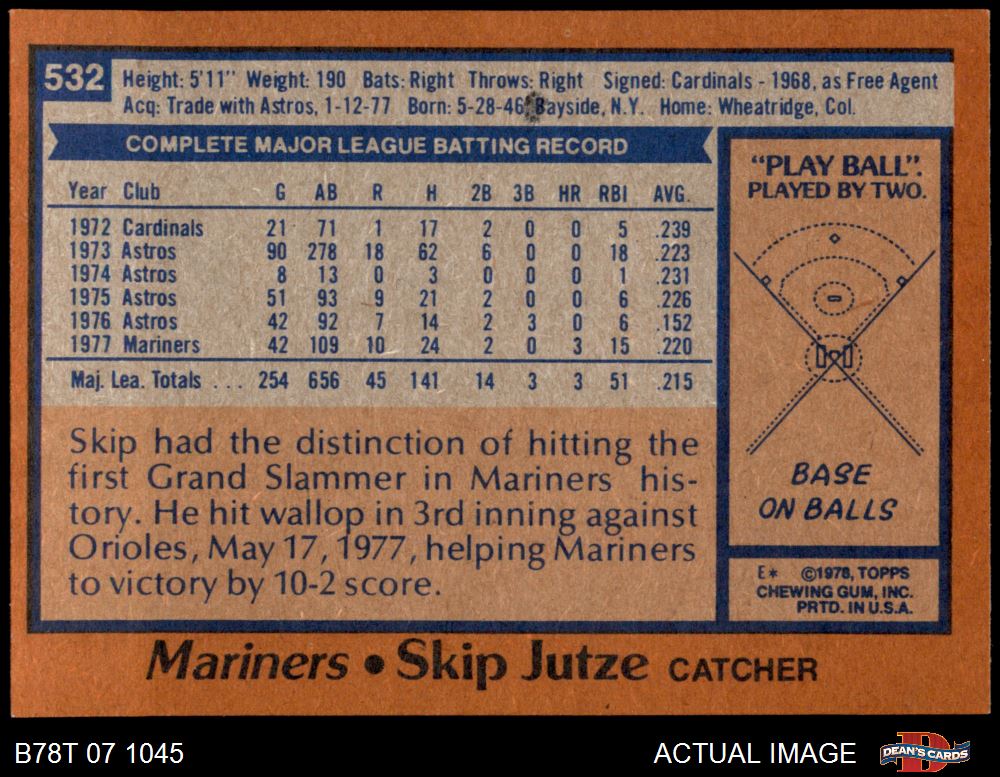 532 Height: 5'11" Weight: 190 Bats: Right Throws: Right Signed: Cardinals - 1968, as Free Agent
Acq: Trade with Astros, 1-12-77 Born: 5-28-46, Bayside, N.Y. Home: Wheatridge, Col.
COMPLETE MAJOR LEAGUE BATTING RECORD
Year Club G AB R H 2B 3B HR RBI AVG.
1972 Cardinals 21 71 1 17 2 0 0 5 .239
1973 Astros 90 278 18 62 6 0 0 18 .223
1974 Astros 8 13 0 3 0 0 0 1 .231
1975 Astros 51 93 9 21 2 0 0 6 .226
1976 Astros 42 92 7 14 2 3 0 6 .152
1977 Mariners 42 109 10 24 2 0 3 15 .220
Maj. Lea. Totals ... 254 656 45 141 14 3 3 51 .215
Skip had the distinction of hitting the
first Grand Slammer in Mariners' his-
tory. He hit wallop in 3rd inning against
Orioles, May 17, 1977, helping Mariners
to victory by 10-2 score.
"PLAY BALL".
PLAYED BY TWO.
BASE
ON BALLS
E* ©1978, TOPPS
CHEWING GUM, INC.
PRTD. IN U.S.A.
Mariners • Skip Jutze CATCHER
B78T 07 1045
ACTUAL IMAGE
D
DEAN'S CARDS